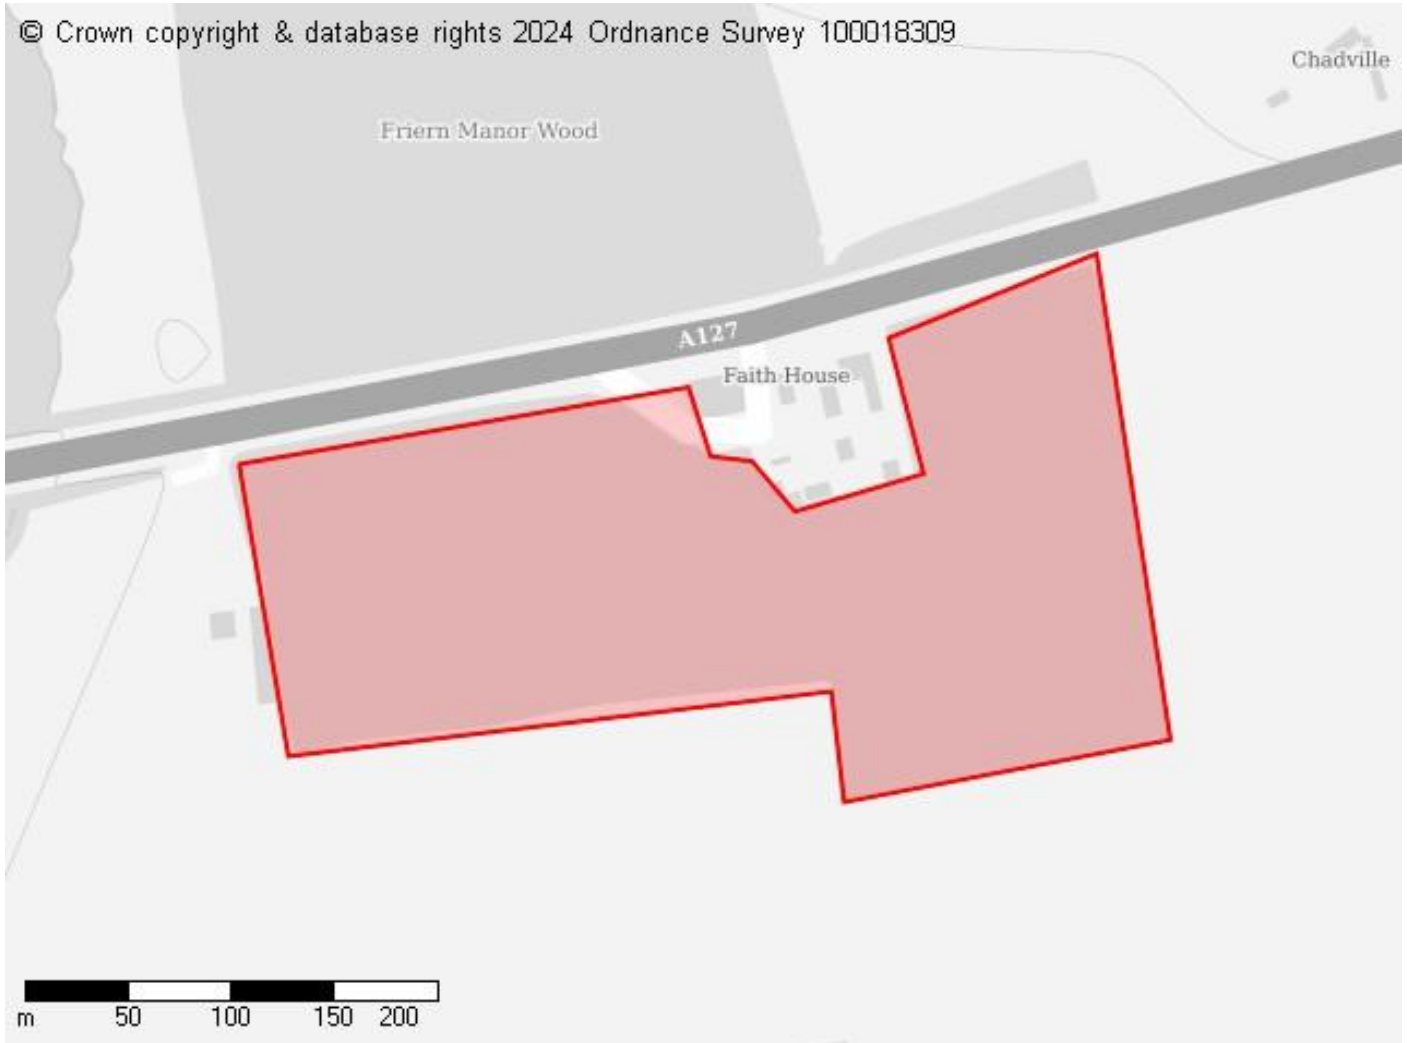 © Crown copyright & database rights 2024 Ordnance Survey 100018309
Chadville
Friern Manor Wood
A127
Faith House
m 50 100 150 200